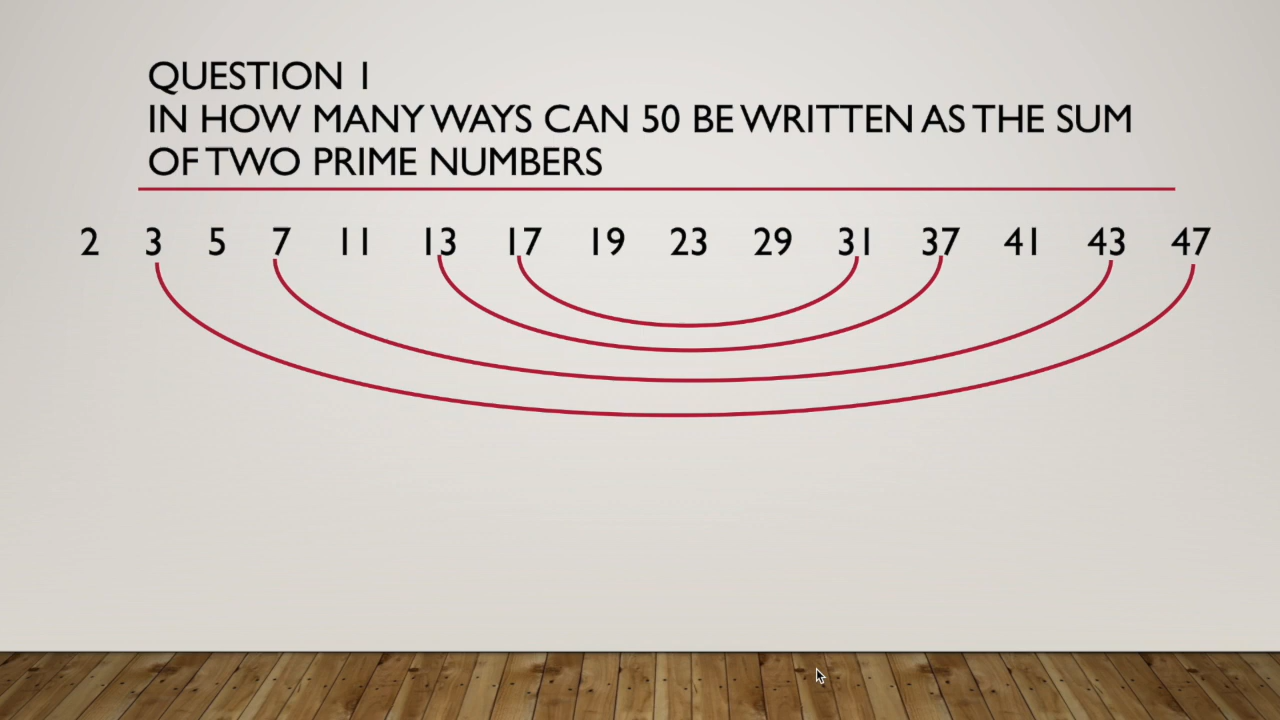 QUESTION 1
IN HOW MANY WAYS CAN 50 BE WRITTEN AS THE SUM
OF TWO PRIME NUMBERS
2 3 5 7 11 13 17 19 23 29 31 37 41 43 47